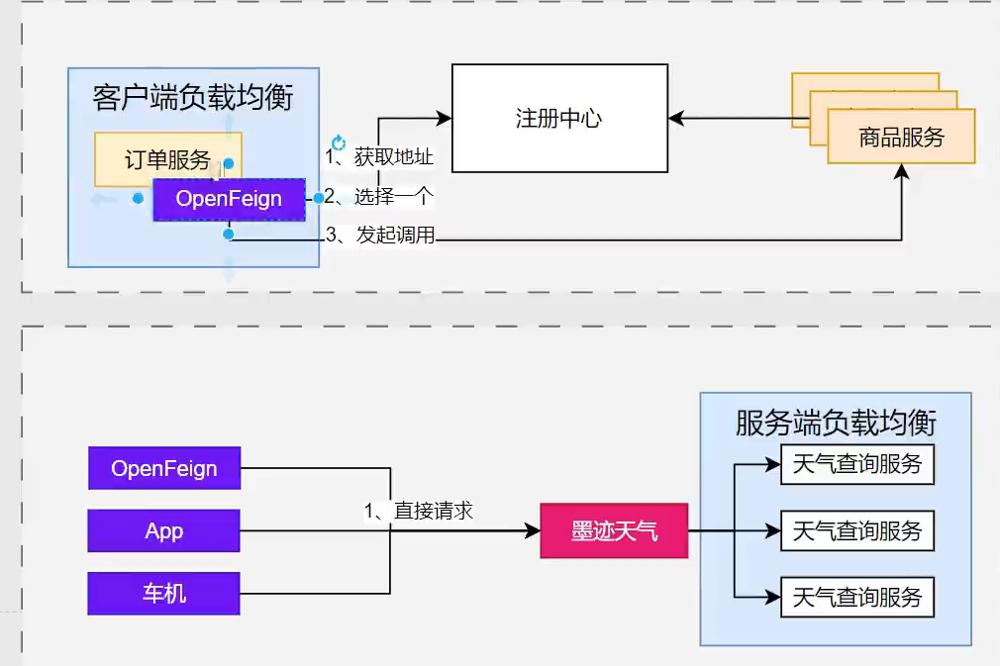 客户端负载均衡
订单服务
OpenFeign
1、获取地址
2、选择一个
3、发起调用
注册中心
商品服务
OpenFeign
App
车机
1、直接请求
墨迹天气
服务端负载均衡
天气查询服务
天气查询服务
天气查询服务